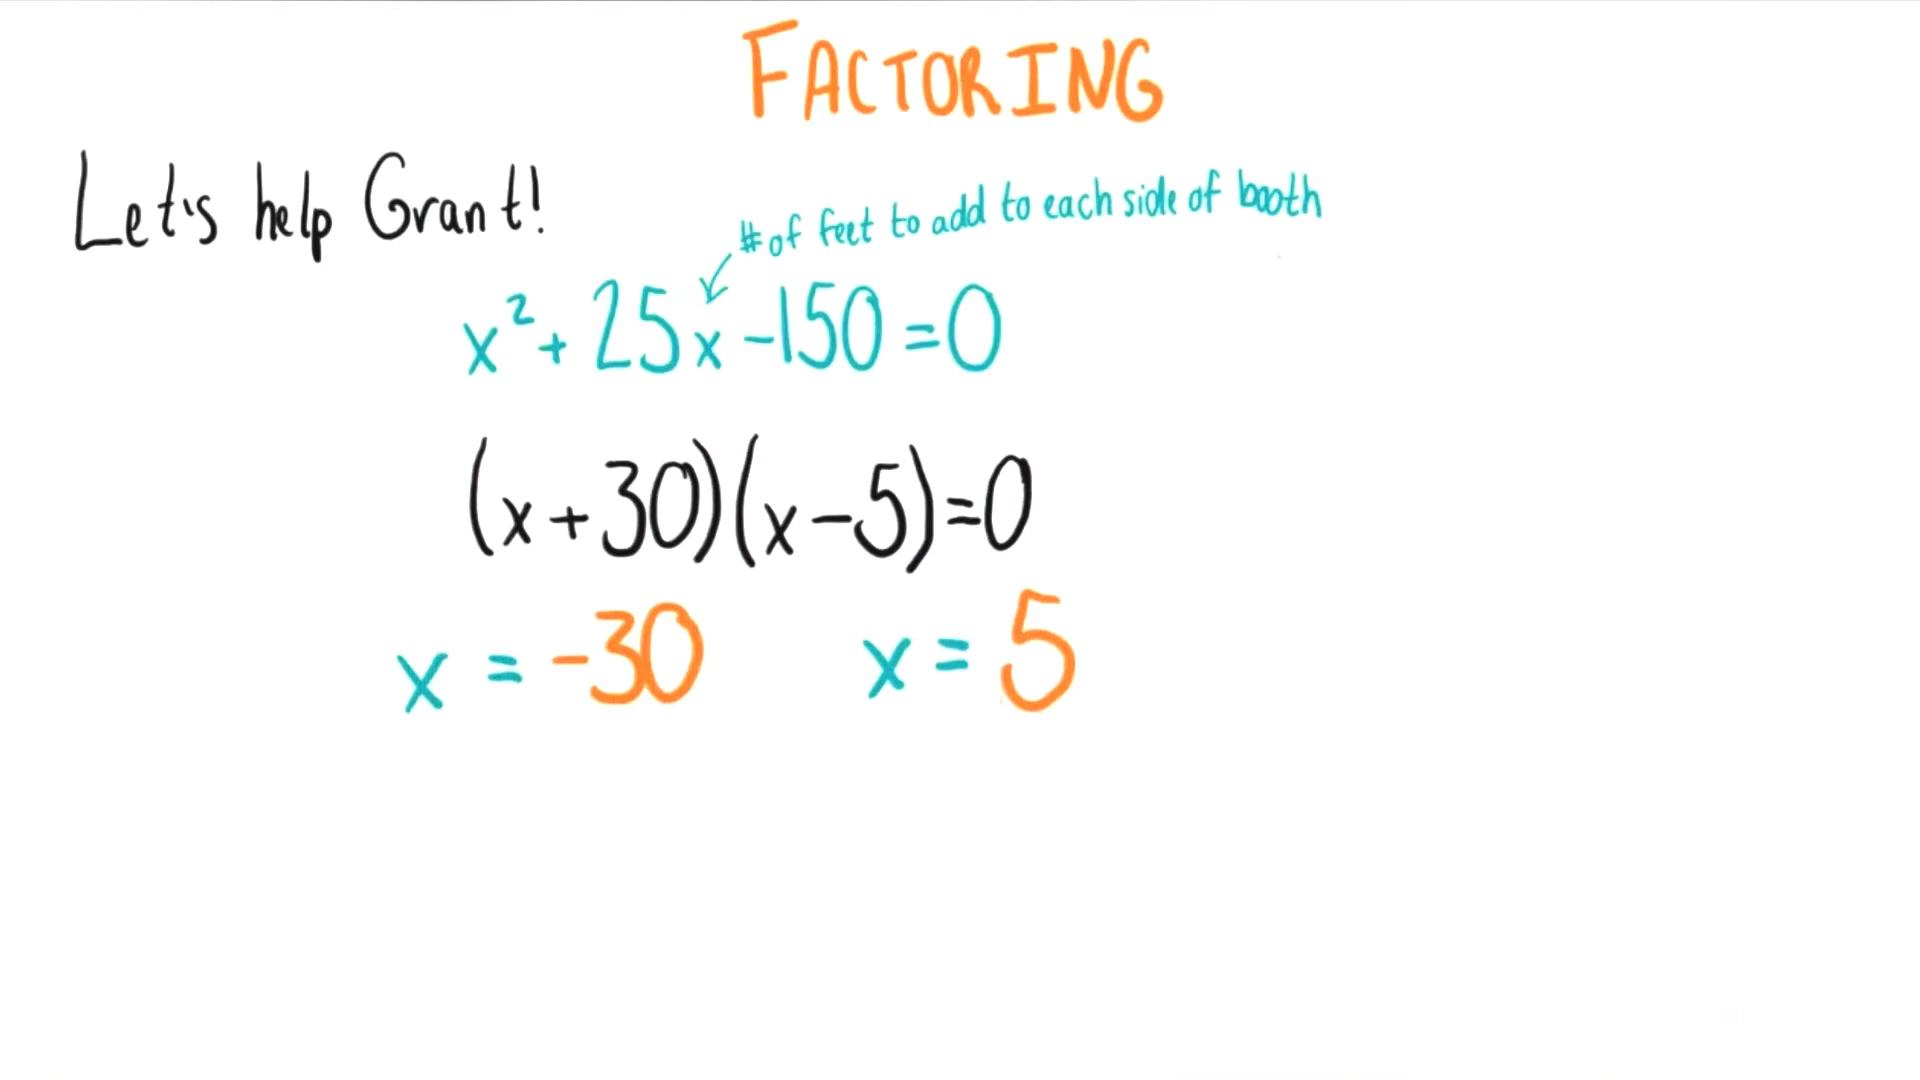 FACTORING
Let's help Grant!
# of feet to add to each side of booth
x² + 25x - 150 = 0
(x + 30)(x - 5) = 0
x = -30 x = 5